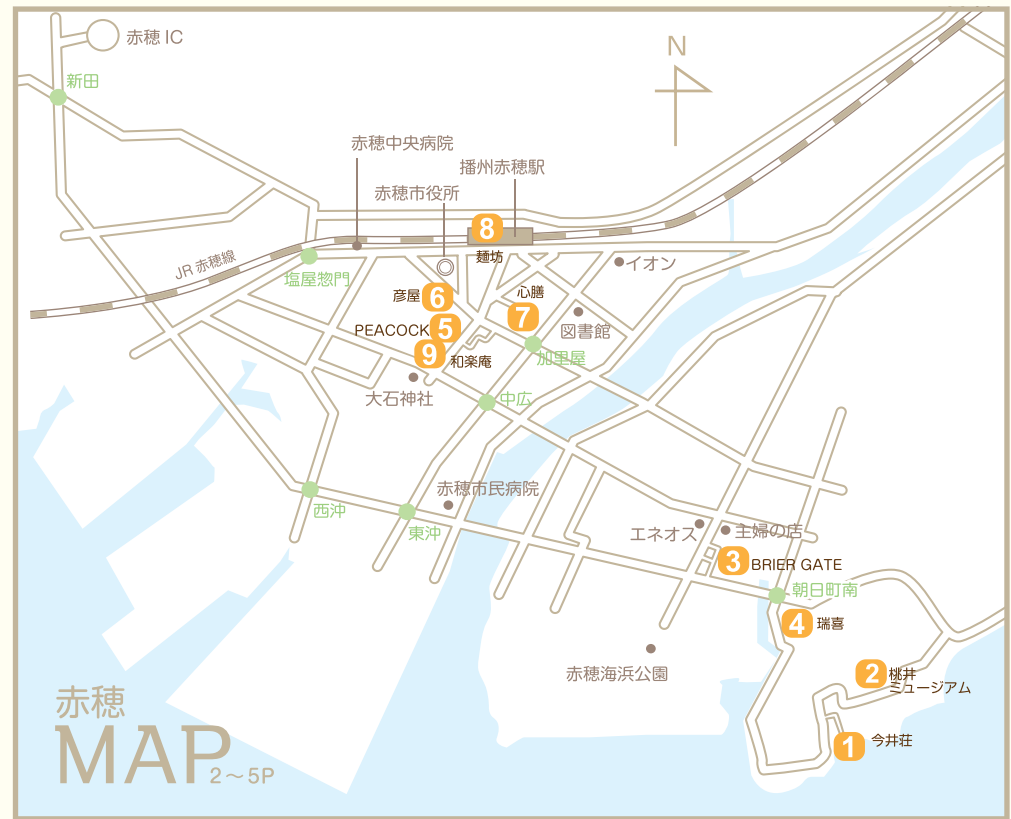 赤穂 IC
N
新田
赤穂中央病院
播州赤穂駅
赤穂市役所
8
麺坊
JR 赤穂線
塩屋惣門
イオン
彦屋
6
心膳
7
PEACOCK
5
図書館
9
和楽庵
加里屋
大石神社
中広
赤穂市民病院
西沖
東沖
エネオス
主婦の店
3
BRIER GATE
朝日町南
4
瑞喜
赤穂海浜公園
2
桃井
ミュージアム
1
今井荘
赤穂
MAP
2〜5P